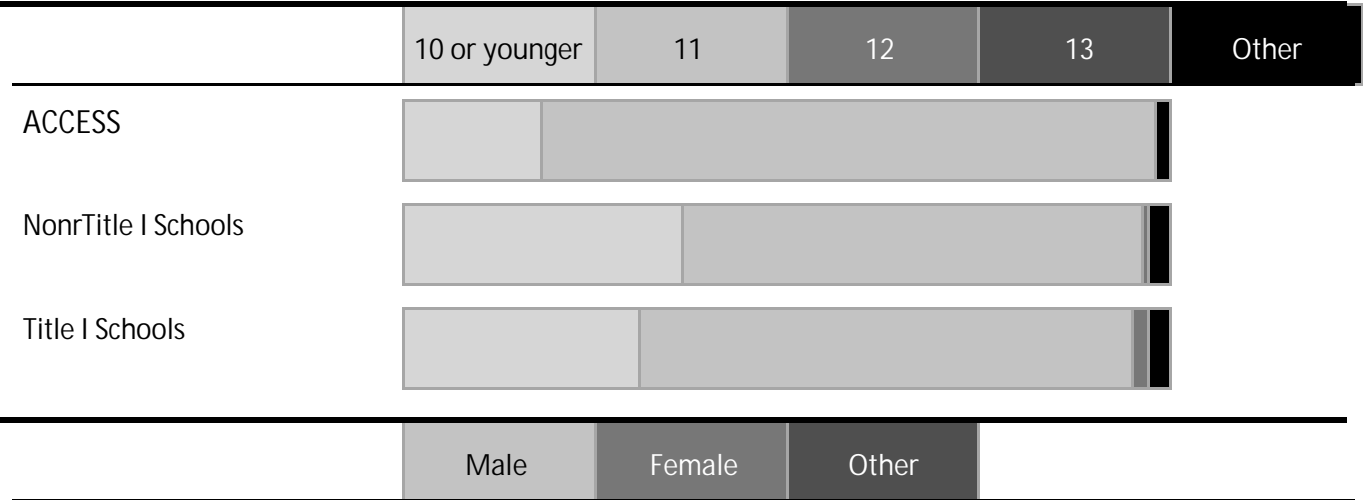 10 or younger 11 12 13 Other
ACCESS
NonrTitle I Schools
Title I Schools
Male Female Other